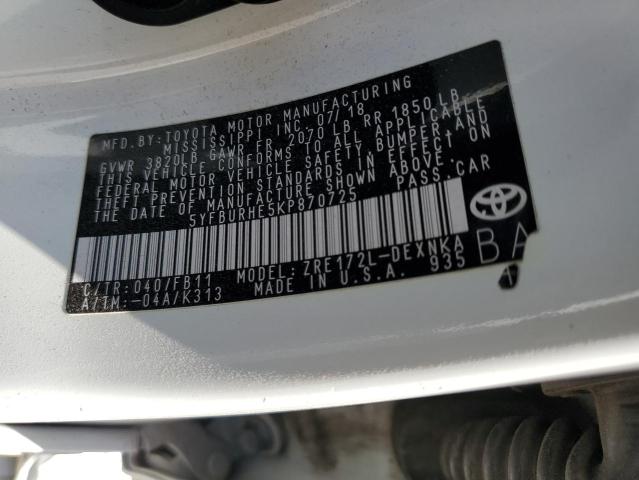 MFD. BY: TOYOTA MOTOR MANUFACTURING
MISSISSIPPI INC. 07/18
GVWR 3820LB GAWR FR 2070 LB RR 1850 LB
THIS VEHICLE CONFORMS TO ALL APPLICABLE
FEDERAL MOTOR VEHICLE SAFETY, BUMPER, AND
THEFT PREVENTION STANDARDS IN EFFECT ON
THE DATE OF MANUFACTURE SHOWN ABOVE.
5YFBURHE5KP870725 PASS.CAR
C/TR: 040/FB11 MODEL: ZRE172L-DEXNKA
A/TM:-04A/K313 MADE IN U.S.A. 935
BA